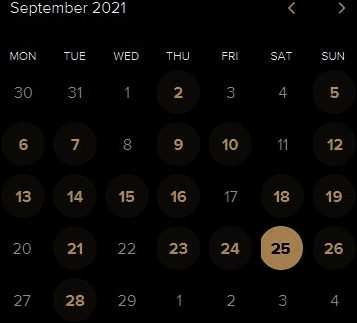 September 2021
MON TUE WED THU FRI SAT SUN
30 31 1 2 3 4 5
6 7 8 9 10 11 12
13 14 15 16 17 18 19
20 21 22 23 24 25 26
27 28 29 1 2 3 4